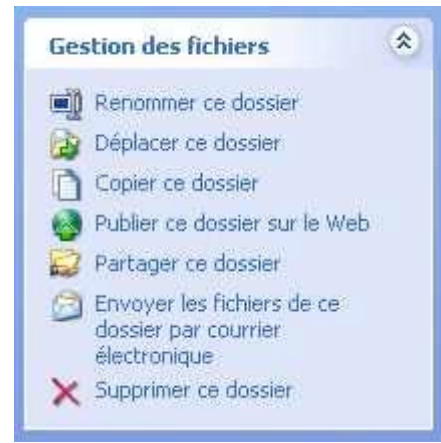 Gestion des fichiers
Renommer ce dossier
Déplacer ce dossier
Copier ce dossier
Publier ce dossier sur le Web
Partager ce dossier
Envoyer les fichiers de ce
dossier par courrier
électronique
Supprimer ce dossier